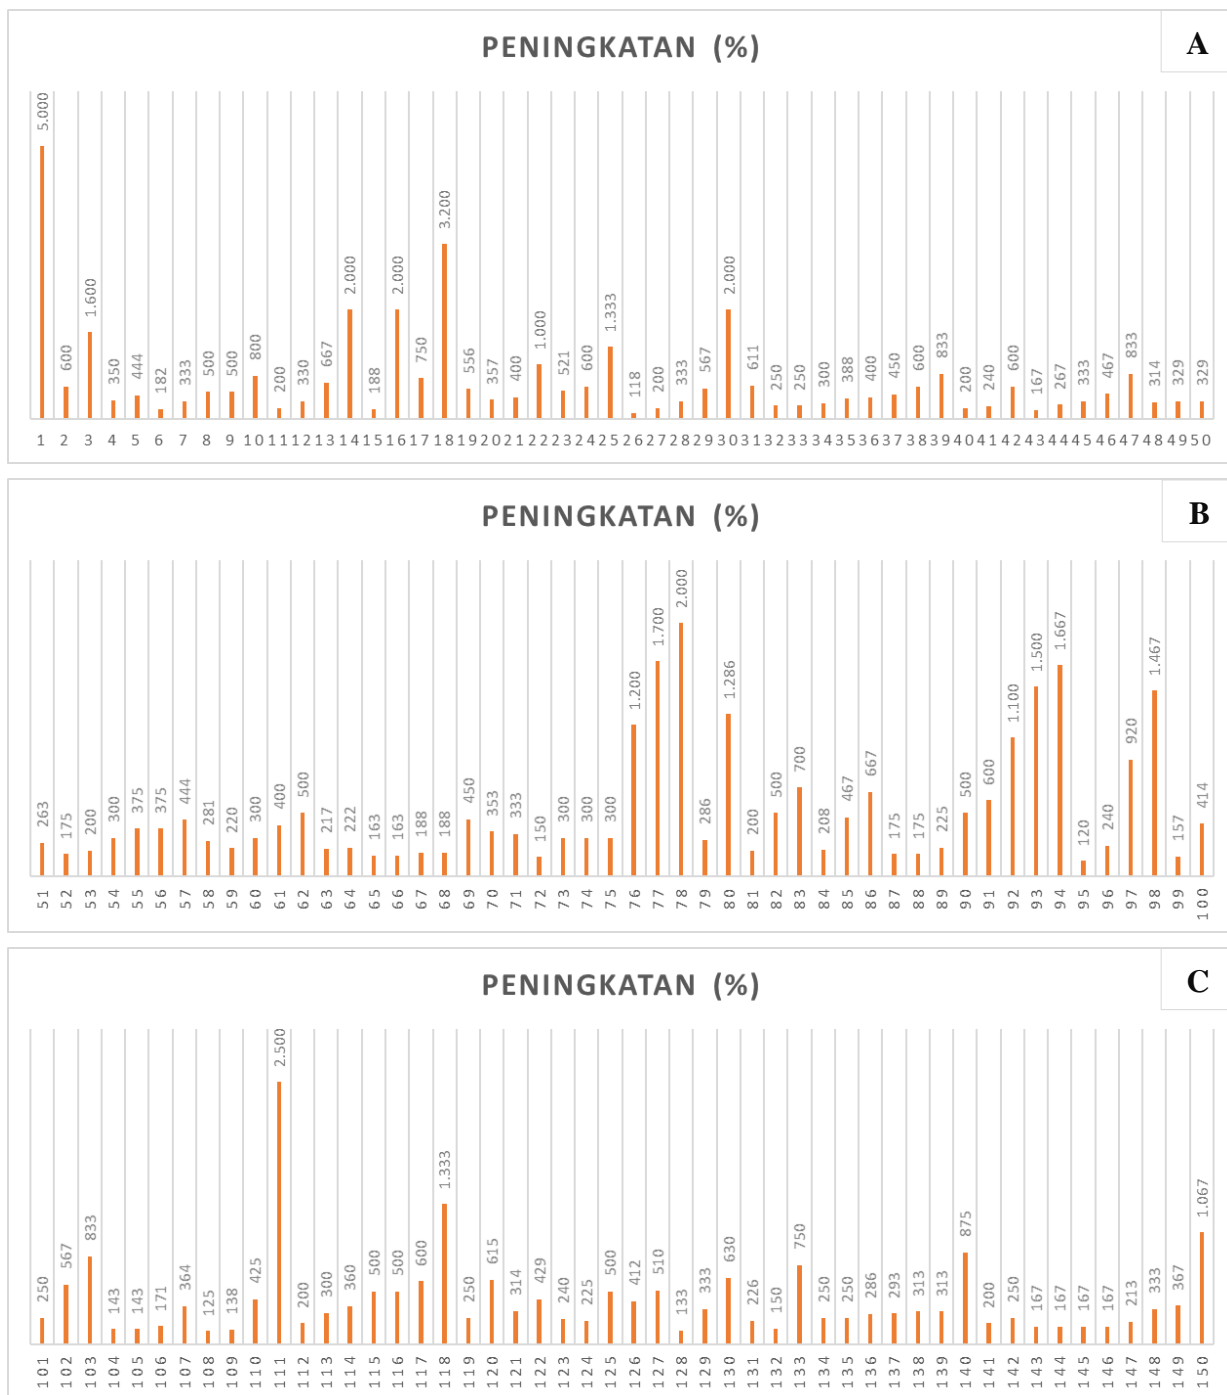 PENINGKATAN (%)
A
5.000 600 1.600 350 444 182 333 500 500 800 200 330 667 2.000 188 2.000 750 3.200 556 357 400 1.000 521 600 1.333 118 200 333 567 2.000 611 250 250 300 388 400 450 600 833 200 240 600 167 267 333 467 833 314 329 329
1 2 3 4 5 6 7 8 9 10 11 12 13 14 15 16 17 18 19 20 21 22 23 24 25 26 27 28 29 30 31 32 33 34 35 36 37 38 39 40 41 42 43 44 45 46 47 48 49 50
PENINGKATAN (%)
B
263 175 200 300 375 375 444 281 220 300 400 500 217 222 163 163 188 188 450 353 333 150 300 300 300 1.200 1.700 2.000 286 1.286 200 500 700 208 467 667 175 175 225 500 600 1.100 1.500 1.667 120 240 920 1.467 157 414
51 52 53 54 55 56 57 58 59 60 61 62 63 64 65 66 67 68 69 70 71 72 73 74 75 76 77 78 79 80 81 82 83 84 85 86 87 88 89 90 91 92 93 94 95 96 97 98 99 100
PENINGKATAN (%)
C
250 567 833 143 143 171 364 125 138 425 2.500 200 300 360 500 500 600 1.333 250 615 314 429 240 225 500 412 510 133 333 630 226 150 750 250 250 286 293 313 313 875 200 250 167 167 167 167 213 333 367 1.067
101 102 103 104 105 106 107 108 109 110 111 112 113 114 115 116 117 118 119 120 121 122 123 124 125 126 127 128 129 130 131 132 133 134 135 136 137 138 139 140 141 142 143 144 145 146 147 148 149 150